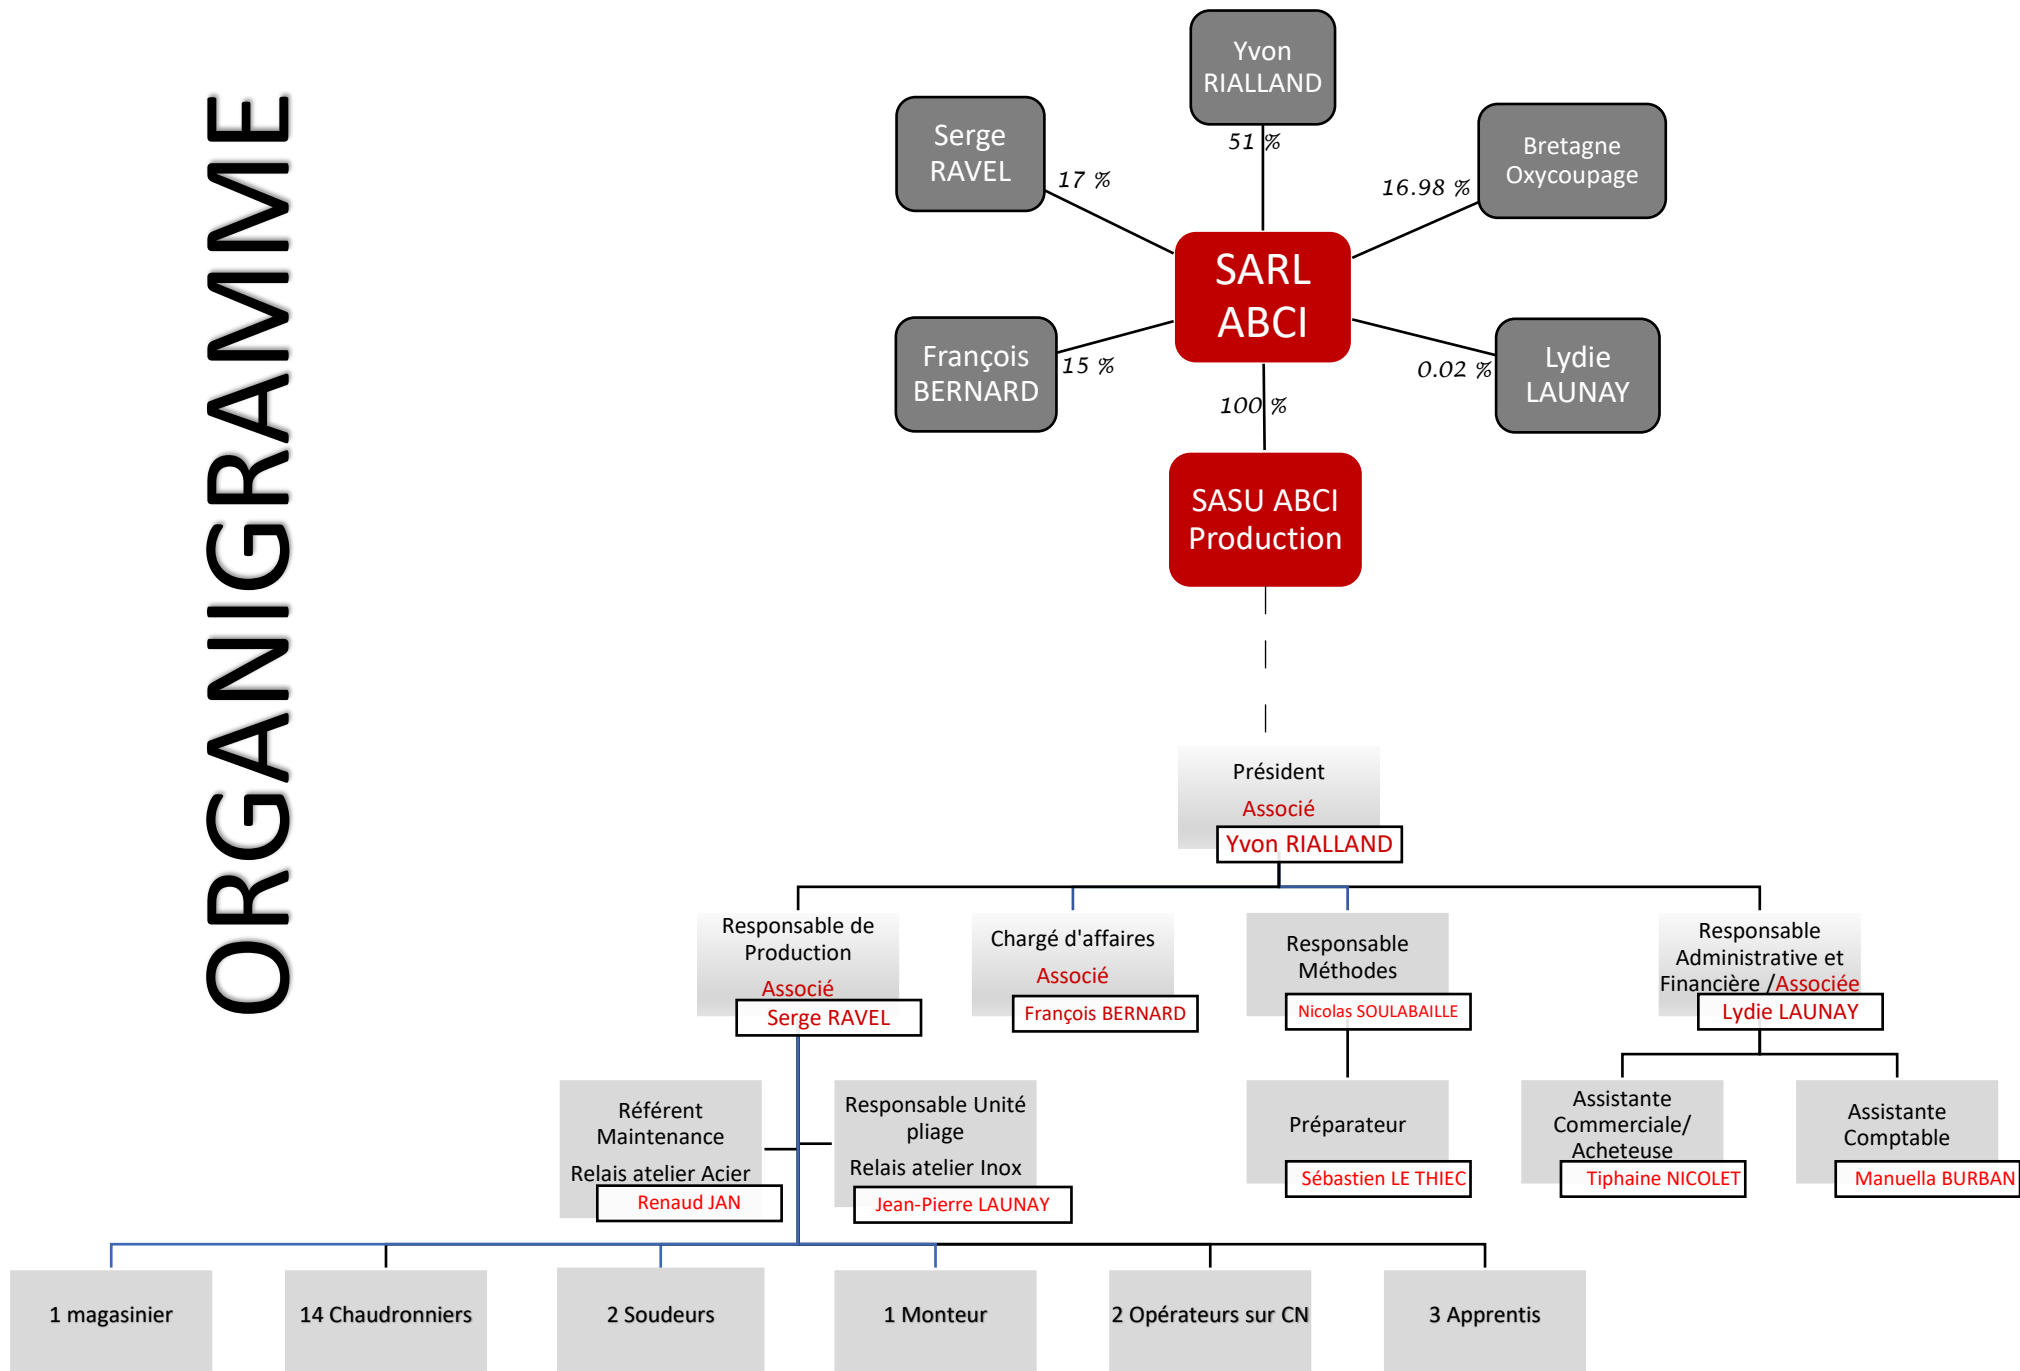 ORGANIGRAMME
Yvon
RIALLAND
51 %
Serge
RAVEL
17 %
Bretagne
Oxycoupage
16.98 %
SARL
ABCI
François
BERNARD
15 %
Lydie
LAUNAY
0.02 %
100 %
SASU ABCI
Production
Président
Associé
Yvon RIALLAND
Responsable de
Production
Associé
Serge RAVEL
Chargé d'affaires
Associé
François BERNARD
Responsable
Méthodes
Nicolas SOULABAILLE
Responsable
Administrative et
Financière /Associée
Lydie LAUNAY
Référent
Maintenance
Relais atelier Acier
Renaud JAN
Responsable Unité
pliage
Relais atelier Inox
Jean-Pierre LAUNAY
Préparateur
Sébastien LE THIEC
Assistante
Commerciale/
Acheteuse
Tiphaine NICOLET
Assistante
Comptable
Manuella BURBAN
1 magasinier
14 Chaudronniers
2 Soudeurs
1 Monteur
2 Opérateurs sur CN
3 Apprentis